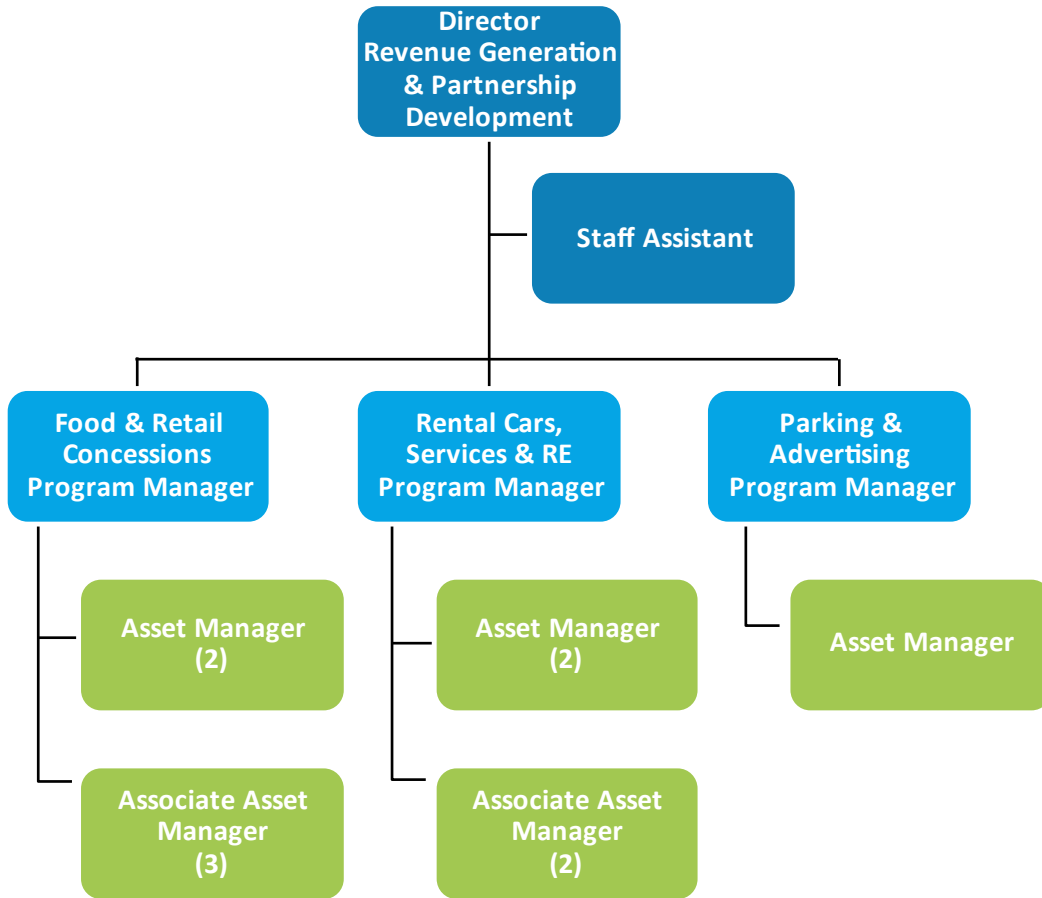 Director
Revenue Generation
& Partnership
Development
Staff Assistant
Food & Retail
Concessions
Program Manager
Rental Cars,
Services & RE
Program Manager
Parking &
Advertising
Program Manager
Asset Manager
(2)
Asset Manager
(2)
Asset Manager
Associate Asset
Manager
(3)
Associate Asset
Manager
(2)